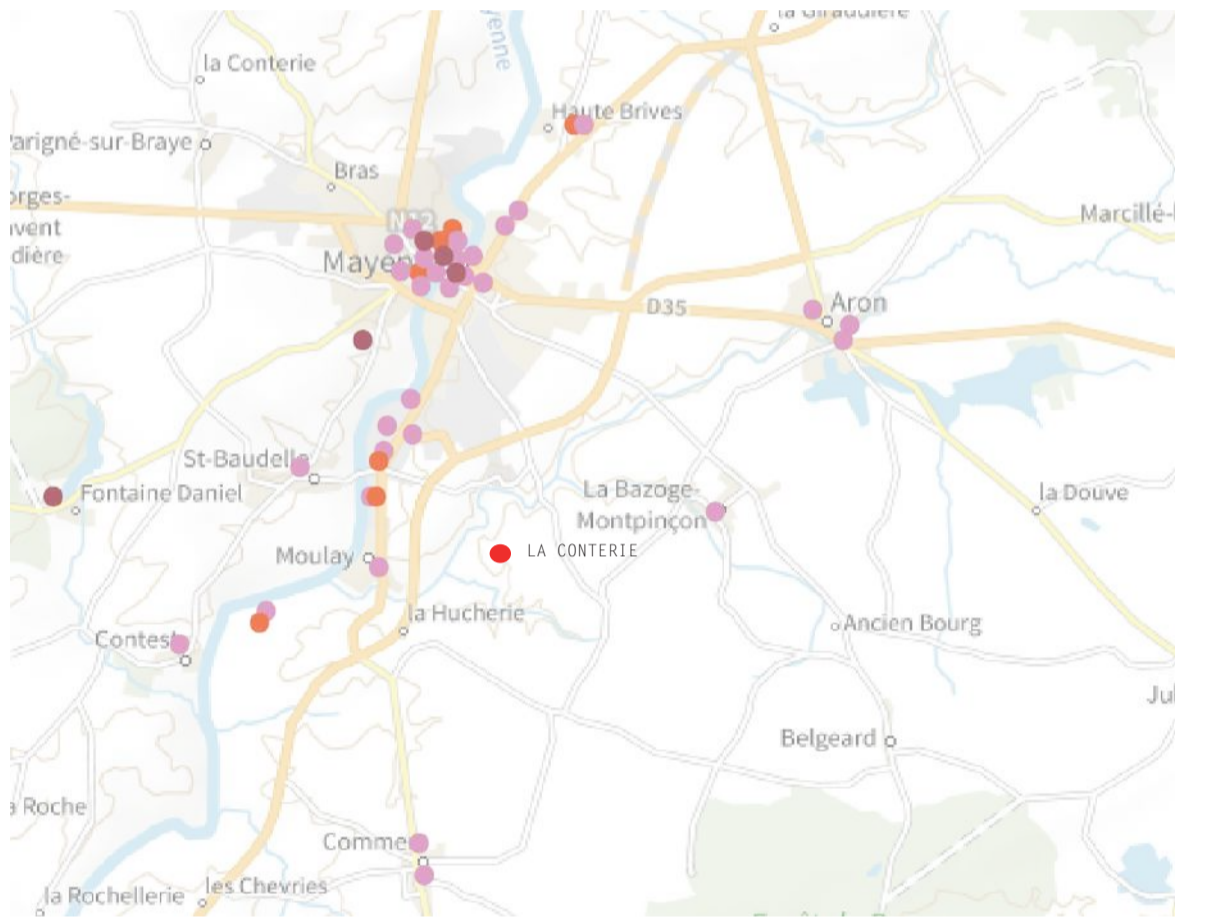 la Giraudière
la Conterie
Haute Brives
Parigné-sur-Braye
Bras
N12
Marcillé-
Mayen
D35
Aron
St-Baudelle
Fontaine Daniel
La Bazoge-
Montpinçon
la Douve
Moulay
LA CONTERIE
la Hucherie
Contest
Ancien Bourg
Belgeard
Comme
la Rochellerie
les Chevries
orges-
vent
dière
yenne
Jul
a Roche